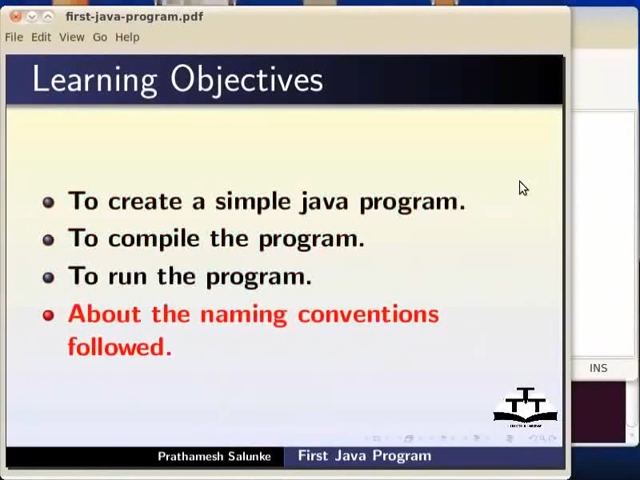 first-java-program.pdf
File Edit View Go Help
Learning Objectives
To create a simple java program.
To compile the program.
To run the program.
About the naming conventions
followed.
INS
TTT
Prathamesh Salunke First Java Program